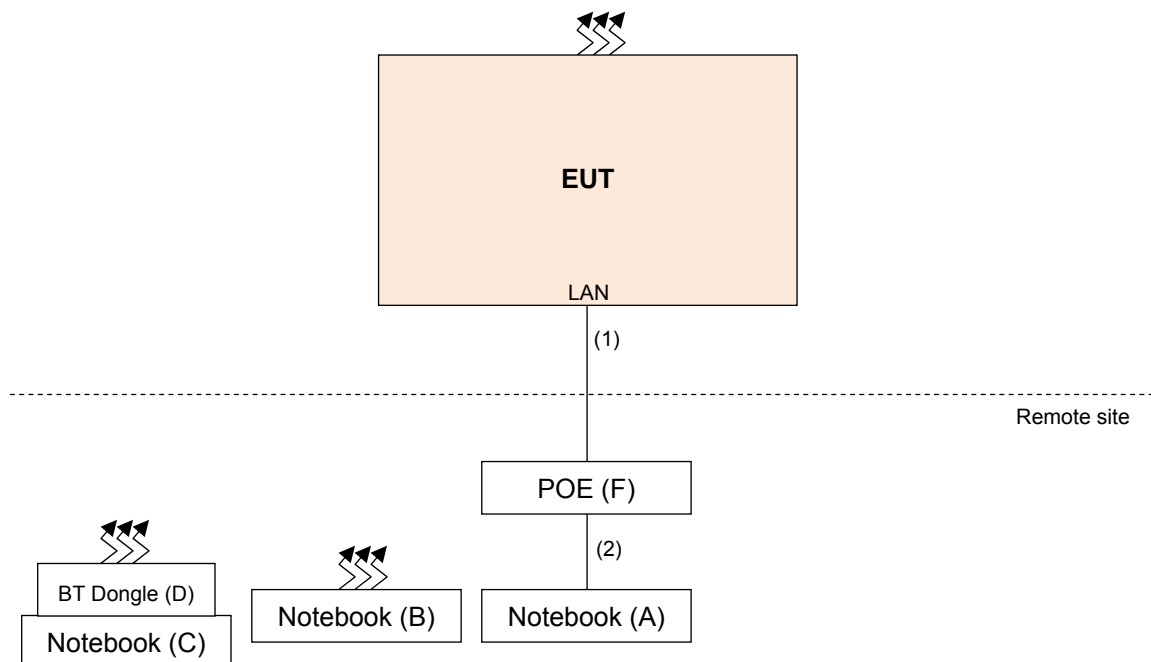 EUT
LAN
(1)
Remote site
POE (F)
(2)
BT Dongle (D)
Notebook (C)
Notebook (B)
Notebook (A)